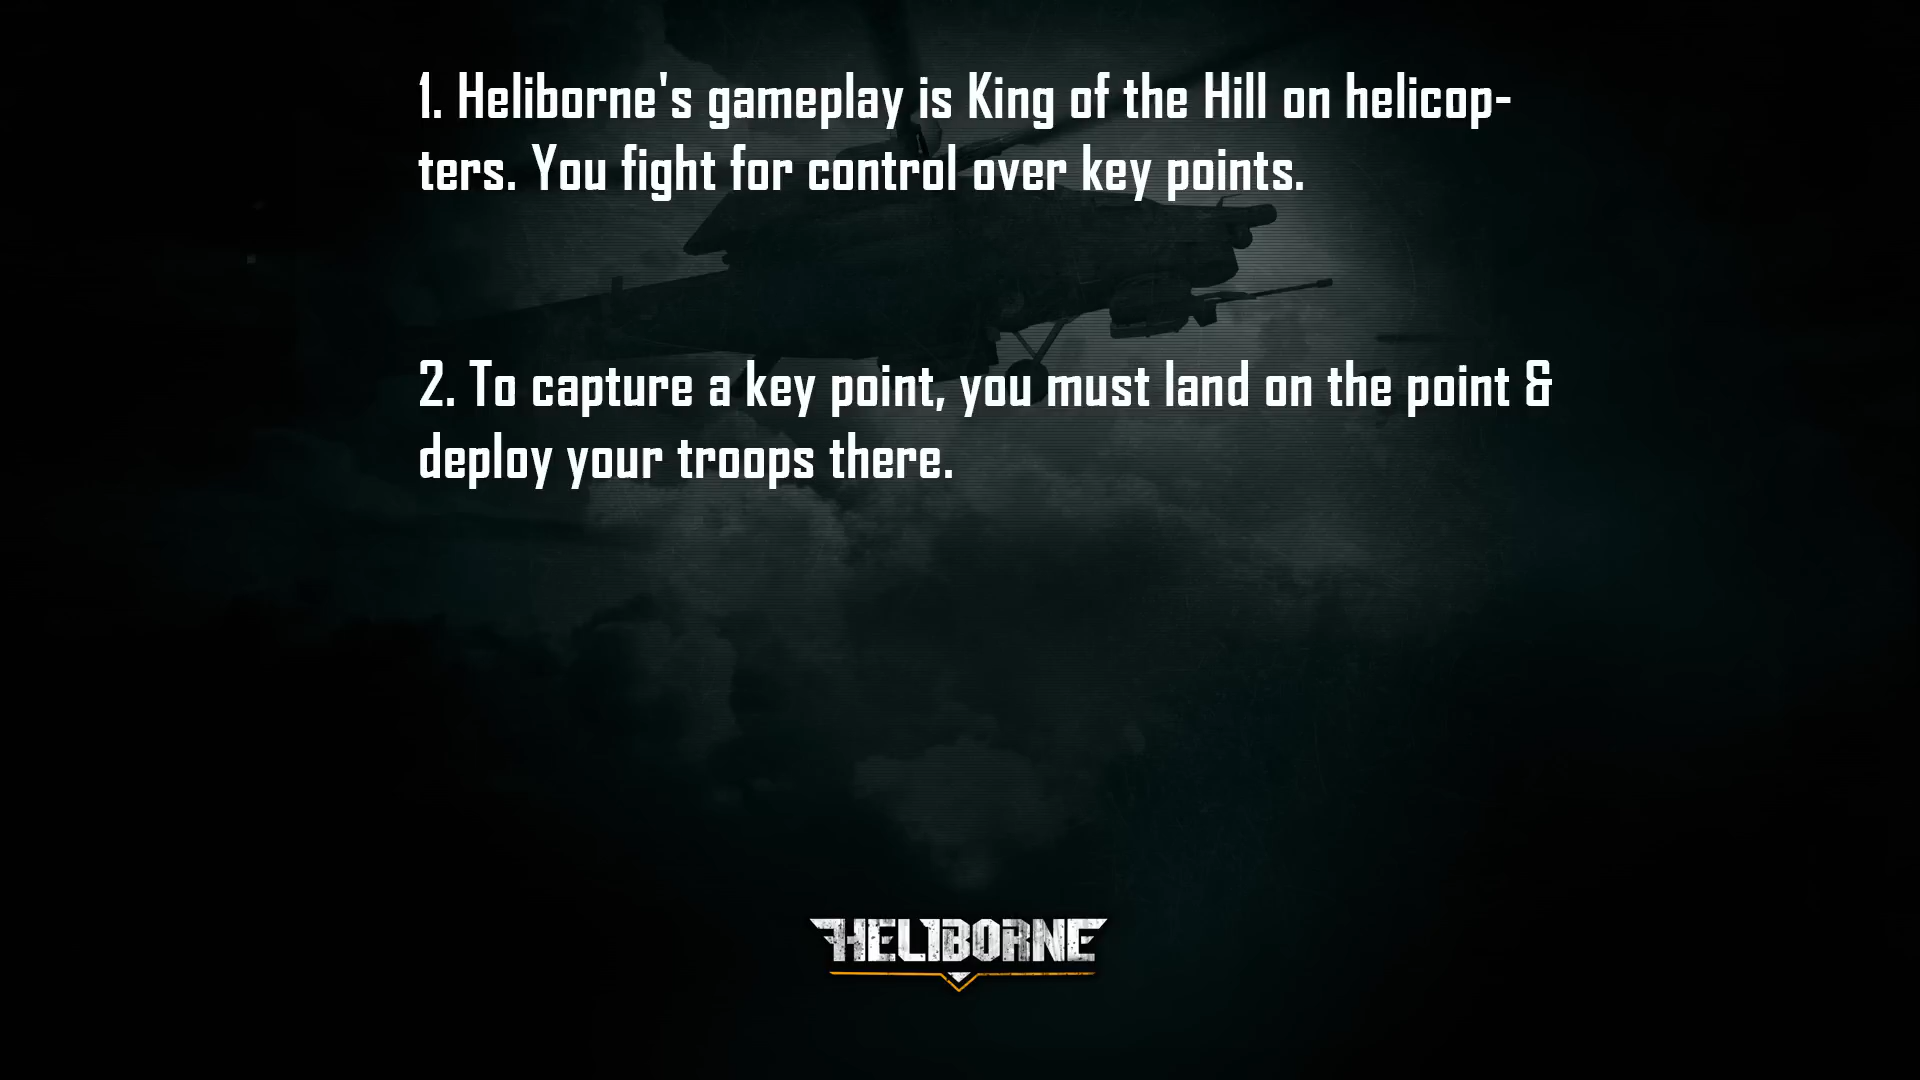 1. Heliborne's gameplay is King of the Hill on helicop-
ters. You fight for control over key points.
2. To capture a key point, you must land on the point &
deploy your troops there.
HELIBORNE